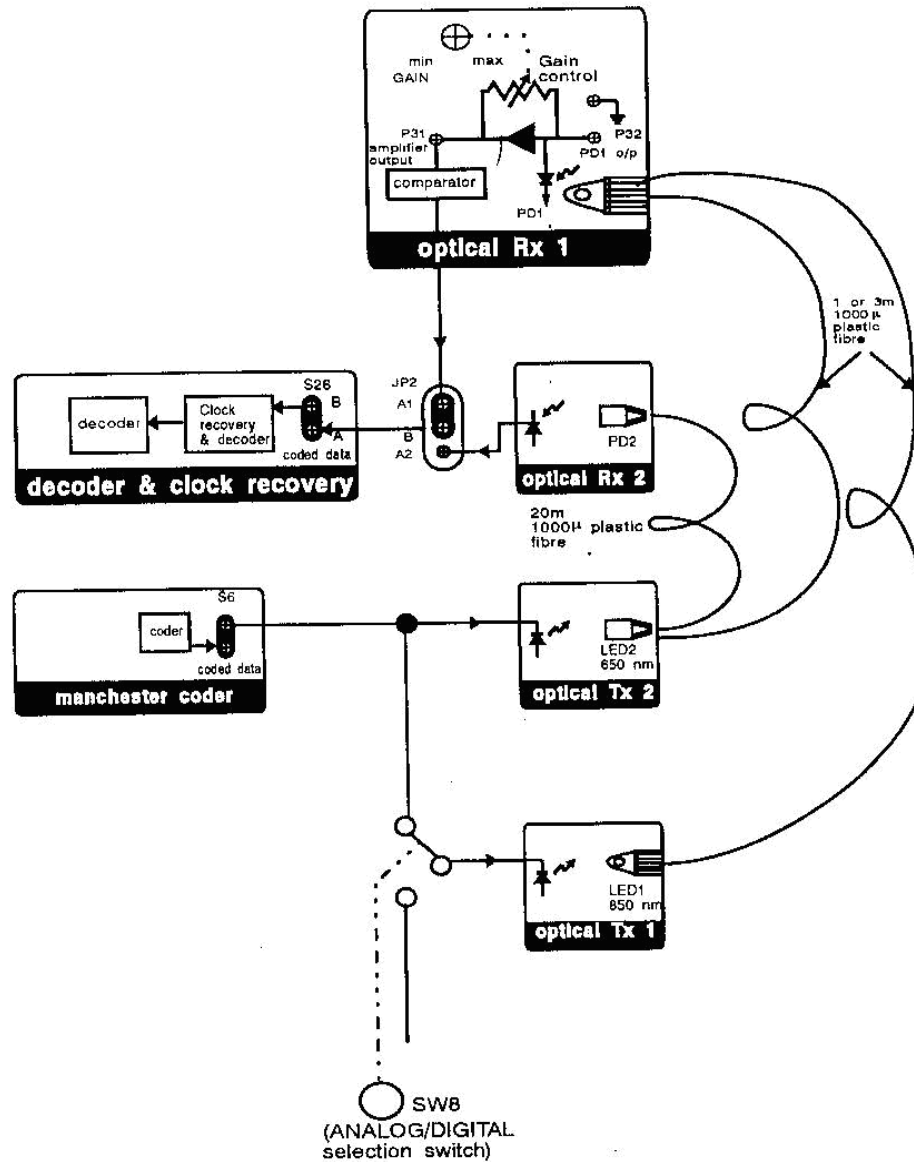 min
GAIN
max
Gain
control
P31
amplifier
output
P32
PD1 o/p
comparator
PD1
optical Rx 1
1 or 3m
1000 µ
plastic
fibre
JP2
A1
B
A2
S26
B
A
coded data
Clock
recovery
& decoder
decoder
decoder & clock recovery
PD2
optical Rx 2
20m
1000µ plastic
fibre
S6
coder
coded data
manchester coder
LED2
650 nm
optical Tx 2
LED1
850 nm
optical Tx 1
SW8
(ANALOG/DIGITAL
selection switch)